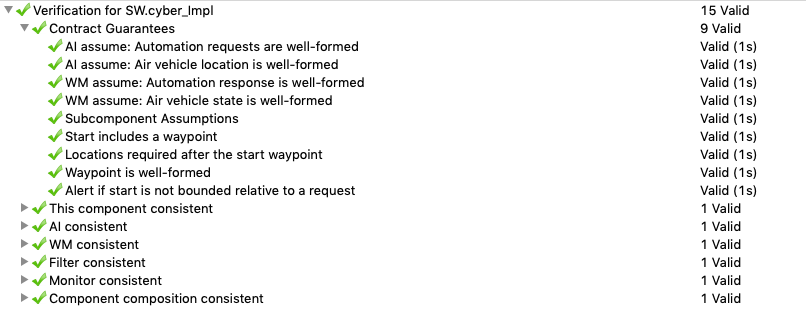 Verification for SW.cyber_Impl 15 Valid
Contract Guarantees 9 Valid
AI assume: Automation requests are well-formed Valid (1s)
AI assume: Air vehicle location is well-formed Valid (1s)
WM assume: Automation response is well-formed Valid (1s)
WM assume: Air vehicle state is well-formed Valid (1s)
Subcomponent Assumptions Valid (1s)
Start includes a waypoint Valid (1s)
Locations required after the start waypoint Valid (1s)
Waypoint is well-formed Valid (1s)
Alert if start is not bounded relative to a request Valid (1s)
This component consistent 1 Valid
AI consistent 1 Valid
WM consistent 1 Valid
Filter consistent 1 Valid
Monitor consistent 1 Valid
Component composition consistent 1 Valid